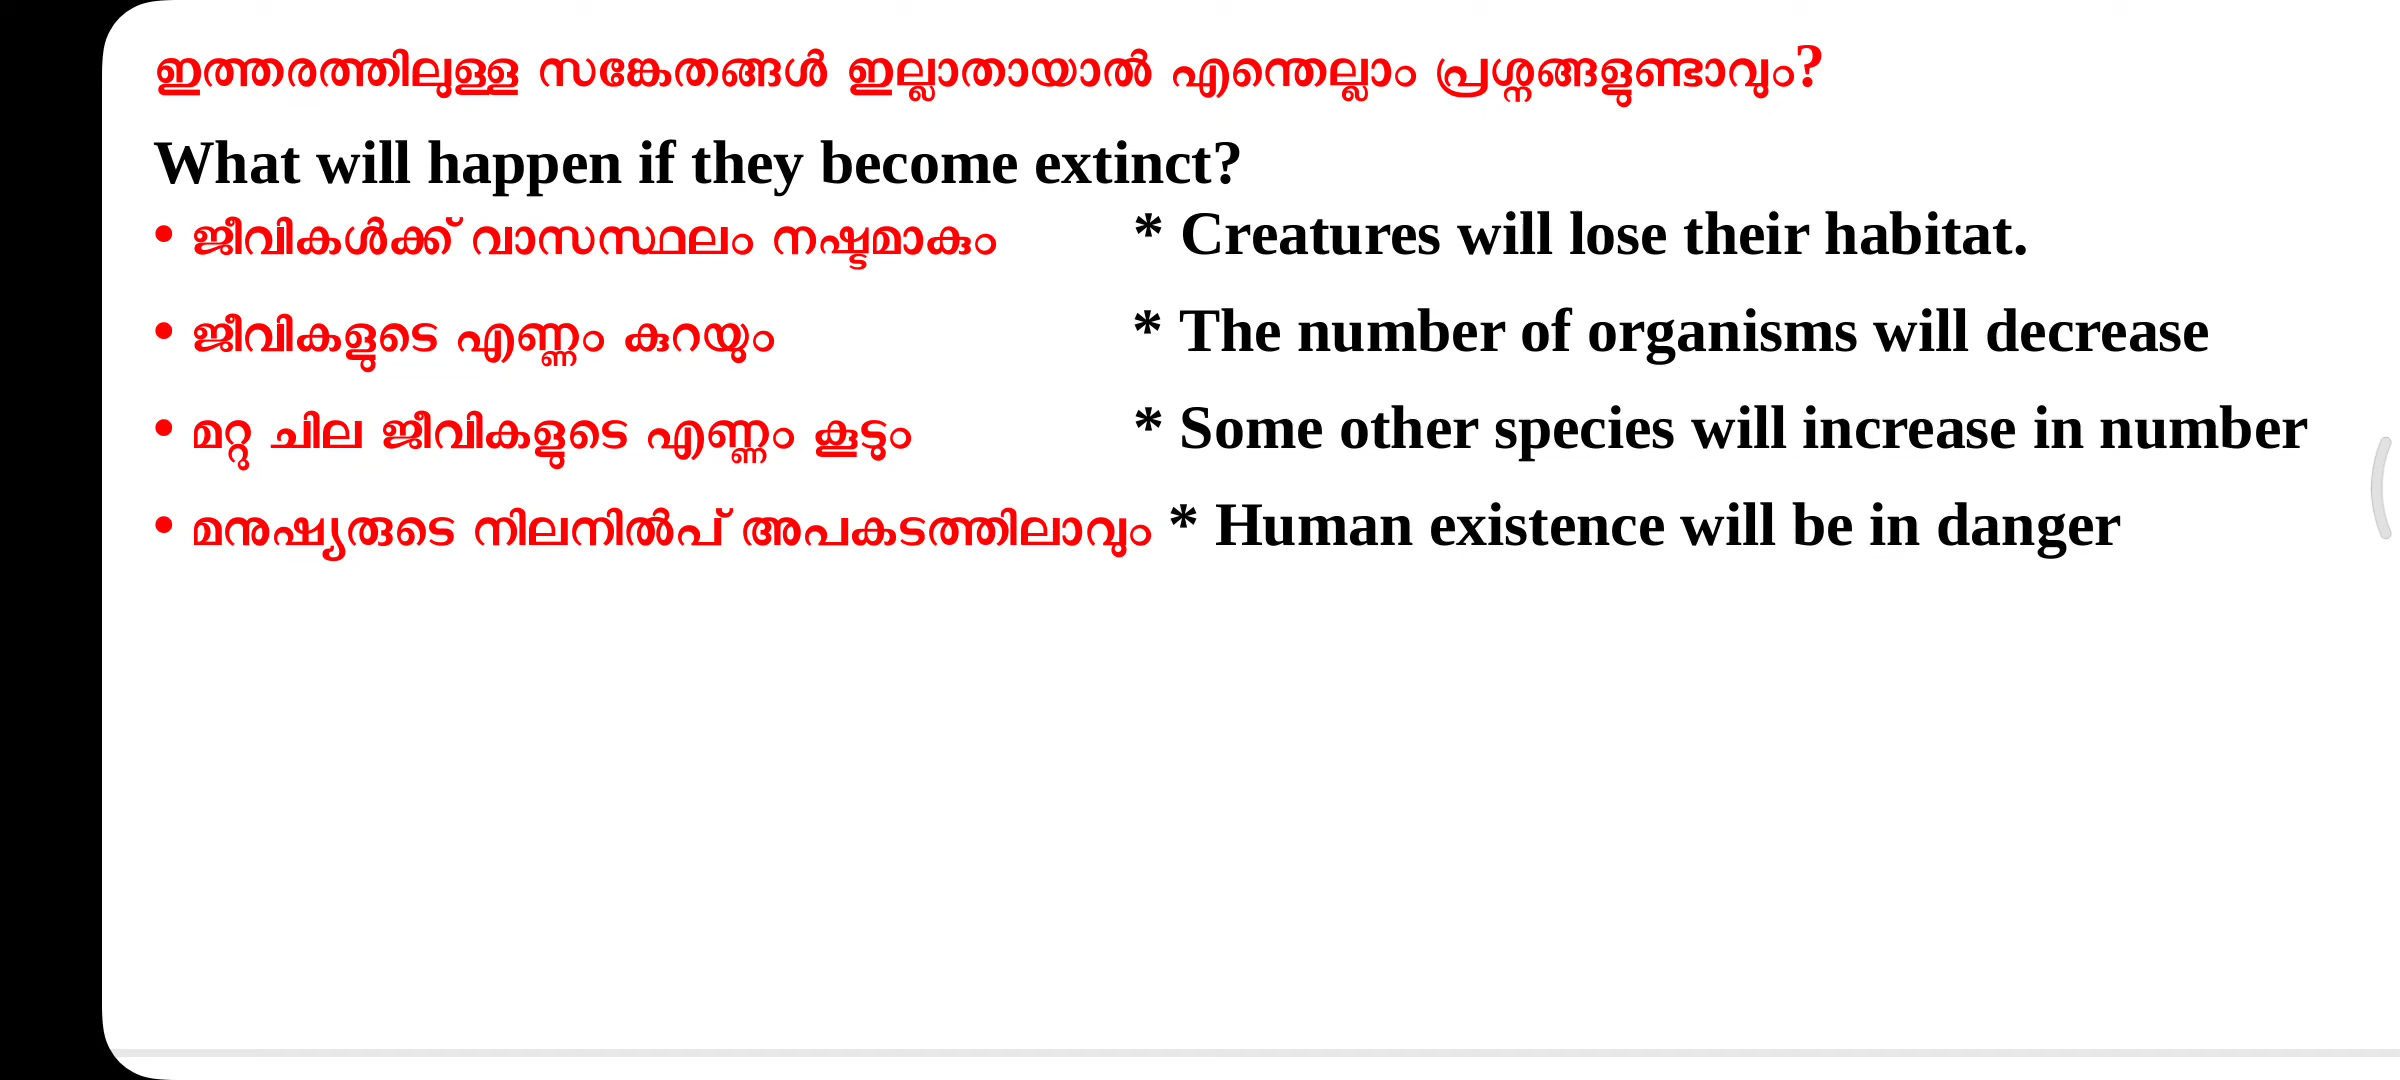 ഇത്തരത്തിലുള്ള സങ്കേതങ്ങൾ ഇല്ലാതായാൽ എന്തെല്ലാം പ്രശ്നങ്ങളുണ്ടാവും?
What will happen if they become extinct?
• ജീവികൾക്ക് വാസസ്ഥലം നഷ്ടമാകും * Creatures will lose their habitat.
• ജീവികളുടെ എണ്ണം കുറയും * The number of organisms will decrease
• മറ്റു ചില ജീവികളുടെ എണ്ണം കൂടും * Some other species will increase in number
• മനുഷ്യരുടെ നിലനിൽപ് അപകടത്തിലാവും * Human existence will be in danger